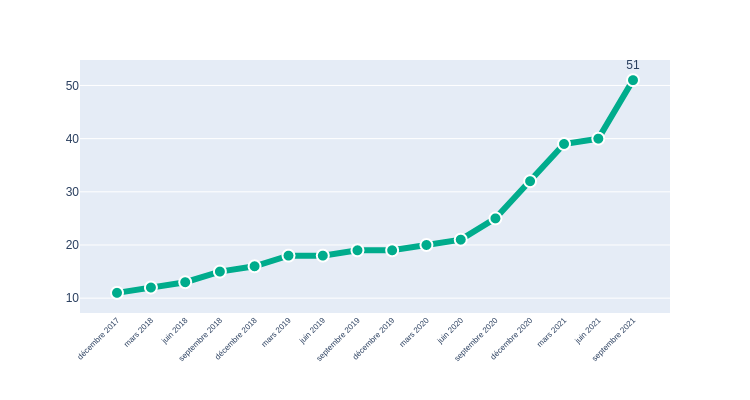 51
50
40
30
20
10
décembre 2017
mars 2018
juin 2018
septembre 2018
décembre 2018
mars 2019
juin 2019
septembre 2019
décembre 2019
mars 2020
juin 2020
septembre 2020
décembre 2020
mars 2021
juin 2021
septembre 2021